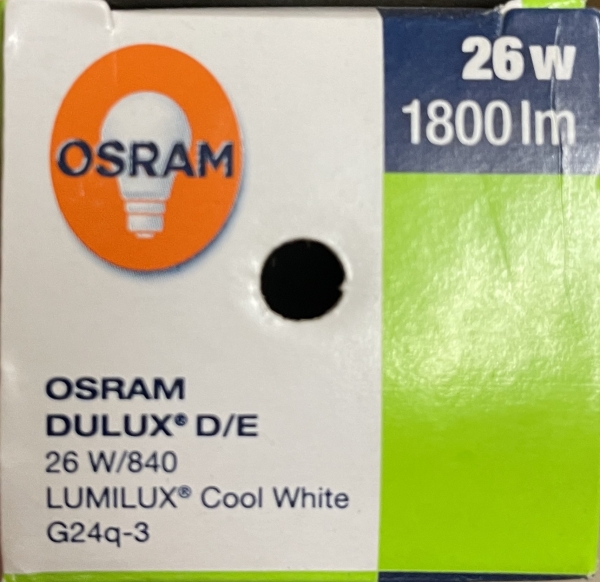 OSRAM
26 W
1800 lm
OSRAM
DULUX® D/E
26 W/840
LUMILUX® Cool White
G24q-3